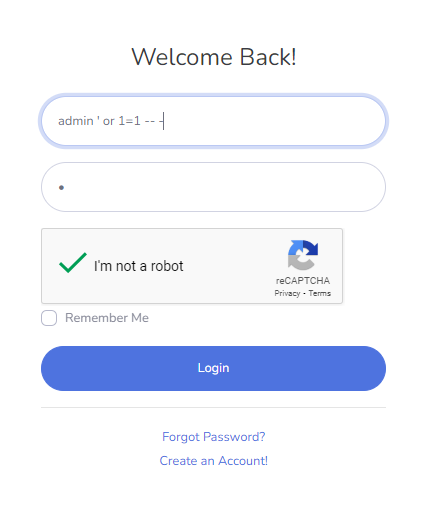 Welcome Back!
admin ' or 1=1 -- -
•
I'm not a robot
reCAPTCHA
Privacy - Terms
Remember Me
Login
Forgot Password?
Create an Account!